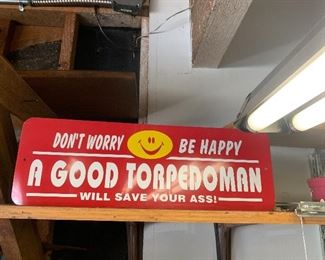 DON'T WORRY BE HAPPY
A GOOD TORPEDOMAN
WILL SAVE YOUR ASS!